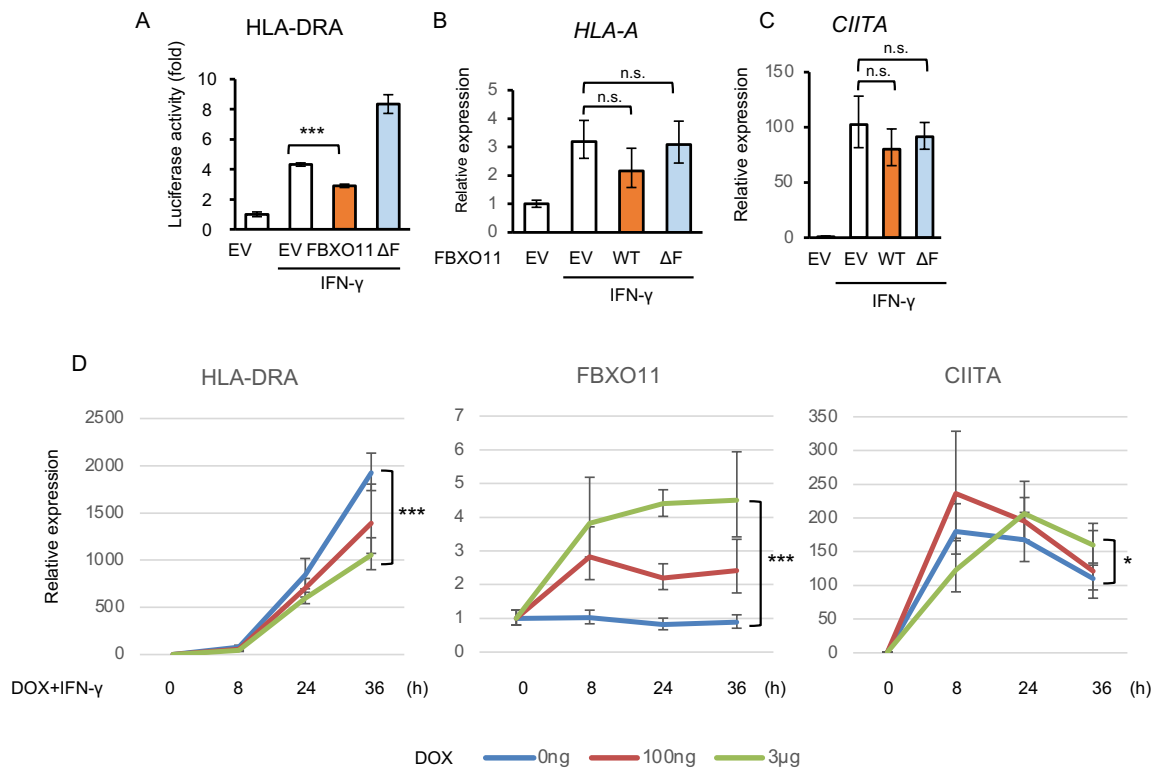 A
HLA-DRA
Luciferase activity (fold)
10
8
6
4
2
0
***
EV
EV FBXO11 ΔF
IFN-γ
B
HLA-A
Relative expression
5
4
3
2
1
0
n.s.
n.s.
FBXO11 EV EV WT ΔF
IFN-γ
C
CIITA
Relative expression
150
100
50
0
n.s.
n.s.
EV EV WT ΔF
IFN-γ
D
HLA-DRA
Relative expression
2500
2000
1500
1000
500
0
***
DOX+IFN-γ 0 8 24 36 (h)
FBXO11
7
6
5
4
3
2
1
0
***
0 8 24 36 (h)
CIITA
350
300
250
200
150
100
50
0
*
0 8 24 36 (h)
DOX 0ng 100ng 3μg